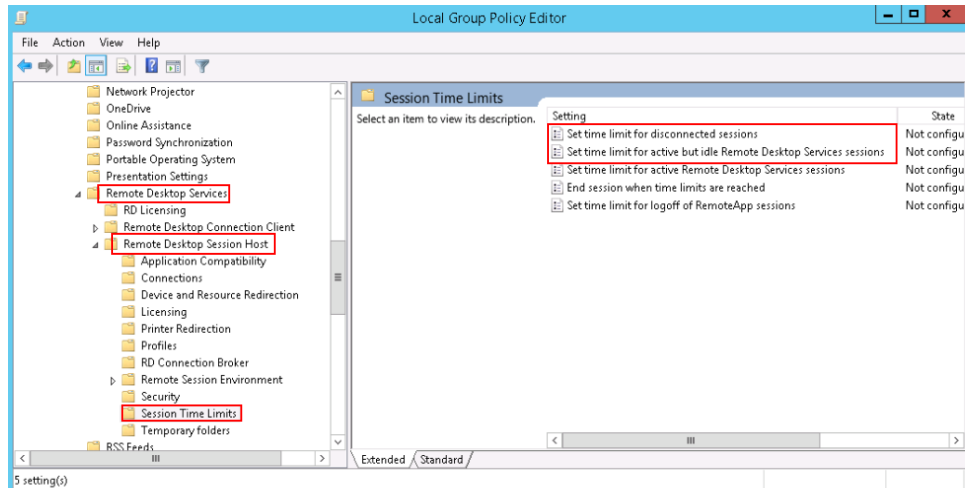 Local Group Policy Editor
File Action View Help
Network Projector
OneDrive
Online Assistance
Password Synchronization
Portable Operating System
Presentation Settings
Remote Desktop Services
RD Licensing
Remote Desktop Connection Client
Remote Desktop Session Host
Application Compatibility
Connections
Device and Resource Redirection
Licensing
Printer Redirection
Profiles
RD Connection Broker
Remote Session Environment
Security
Session Time Limits
Temporary folders
RSS Feeds
Session Time Limits
Select an item to view its description.
Setting State
Set time limit for disconnected sessions Not configu
Set time limit for active but idle Remote Desktop Services sessions Not configu
Set time limit for active Remote Desktop Services sessions Not configu
End session when time limits are reached Not configu
Set time limit for logoff of RemoteApp sessions Not configu
Extended Standard
5 setting(s)